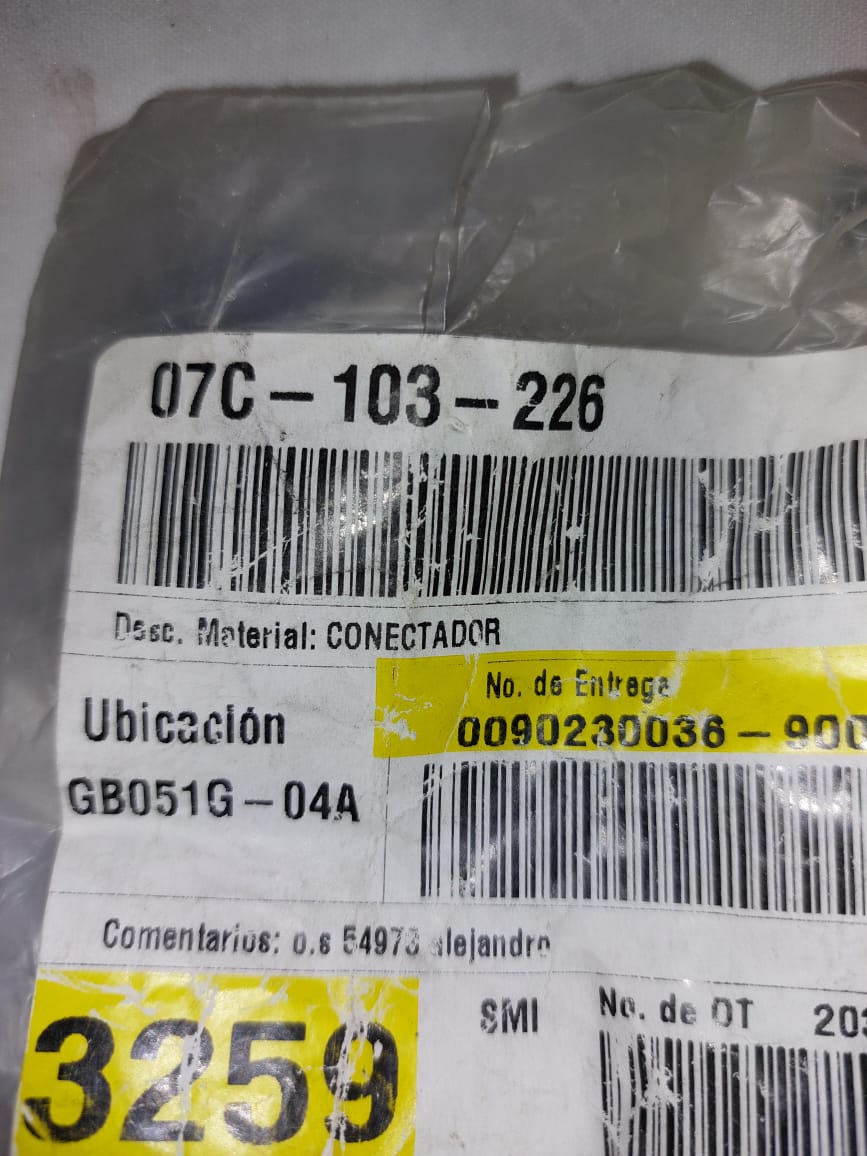 07C-103-226
Desc. Material: CONECTADOR
No. de Entrega
Ubicación
0090230036-900
GB051G-04A
Comentarios: o.s 54973 alejandro
SMI No. de OT 203
3259